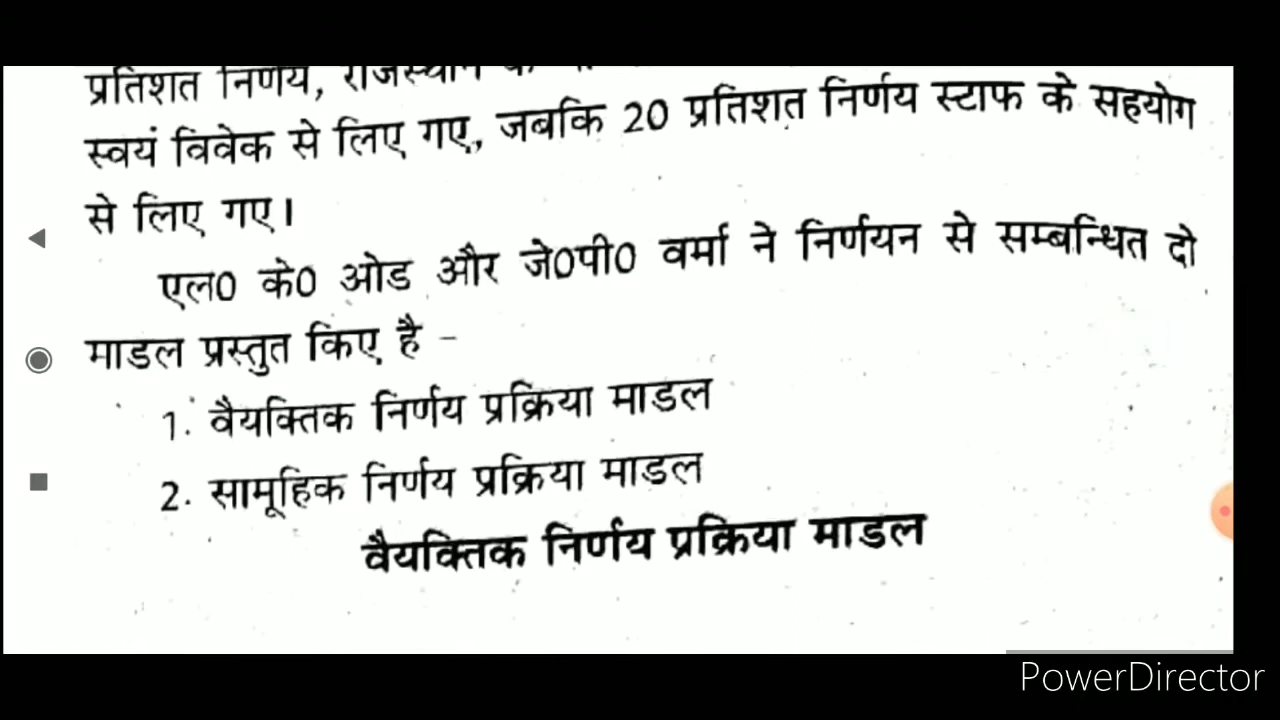 प्रतिशत निर्णय, राजस्थान के
स्वयं विवेक से लिए गए, जबकि 20 प्रतिशत निर्णय स्टाफ के सहयोग
से लिए गए।
एल0 के0 ओड और जे0पी0 वर्मा ने निर्णयन से सम्बन्धित दो
माडल प्रस्तुत किए है -
1. वैयक्तिक निर्णय प्रक्रिया माडल
2. सामूहिक निर्णय प्रक्रिया माडल
वैयक्तिक निर्णय प्रक्रिया माडल
PowerDirector